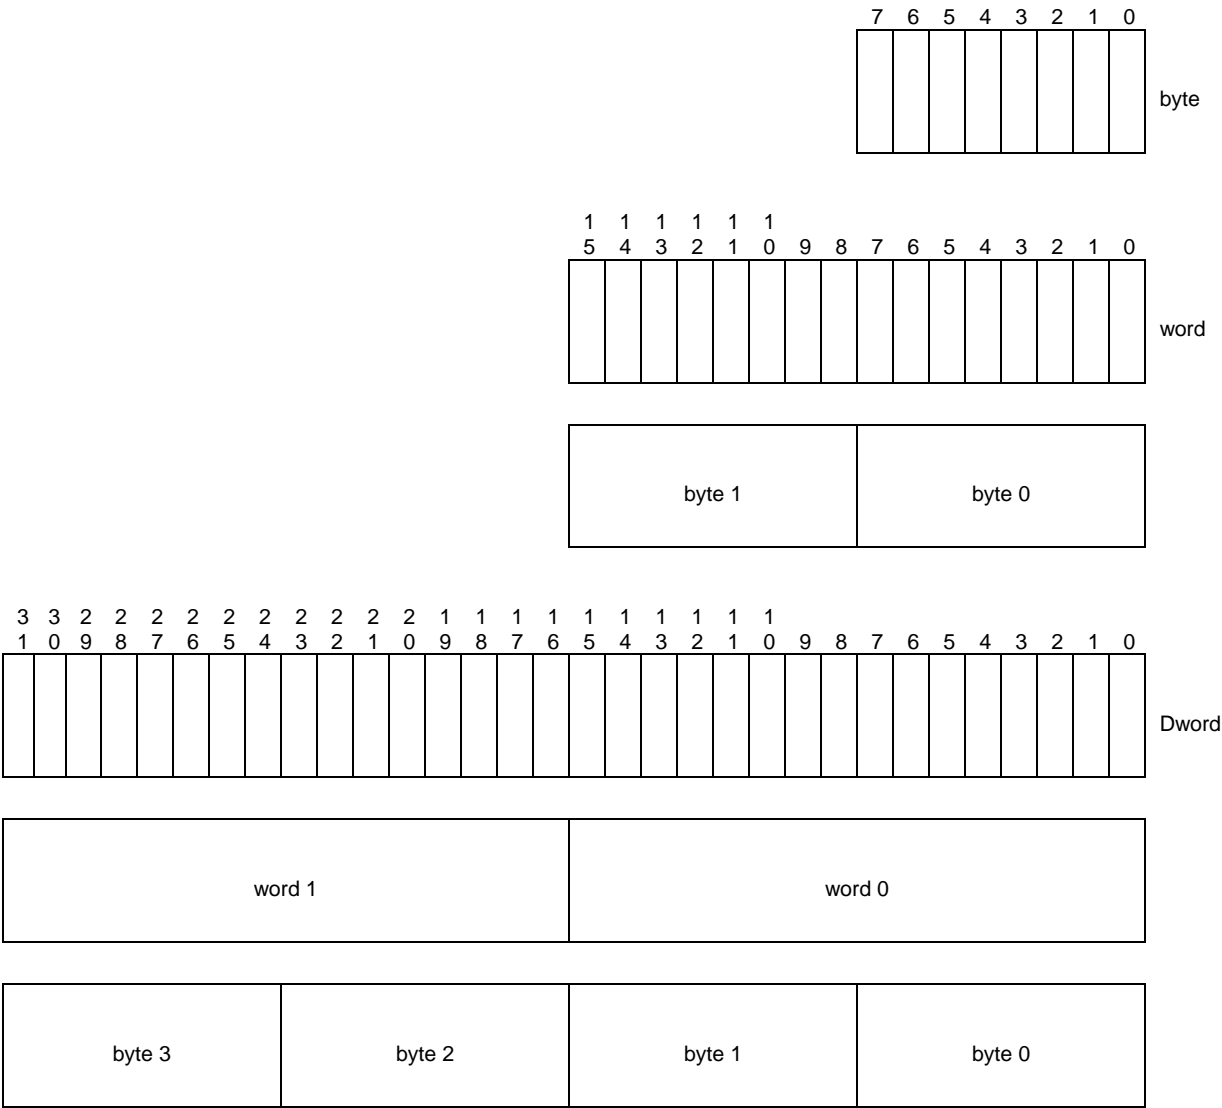 7 6 5 4 3 2 1 0
byte
1 1 1 1 1 1
5 4 3 2 1 0 9 8 7 6 5 4 3 2 1 0
word
byte 1 byte 0
3 3 2 2 2 2 2 2 2 2 2 2 1 1 1 1 1 1 1 1 1 1
1 0 9 8 7 6 5 4 3 2 1 0 9 8 7 6 5 4 3 2 1 0 9 8 7 6 5 4 3 2 1 0
Dword
word 1 word 0
byte 3 byte 2 byte 1 byte 0